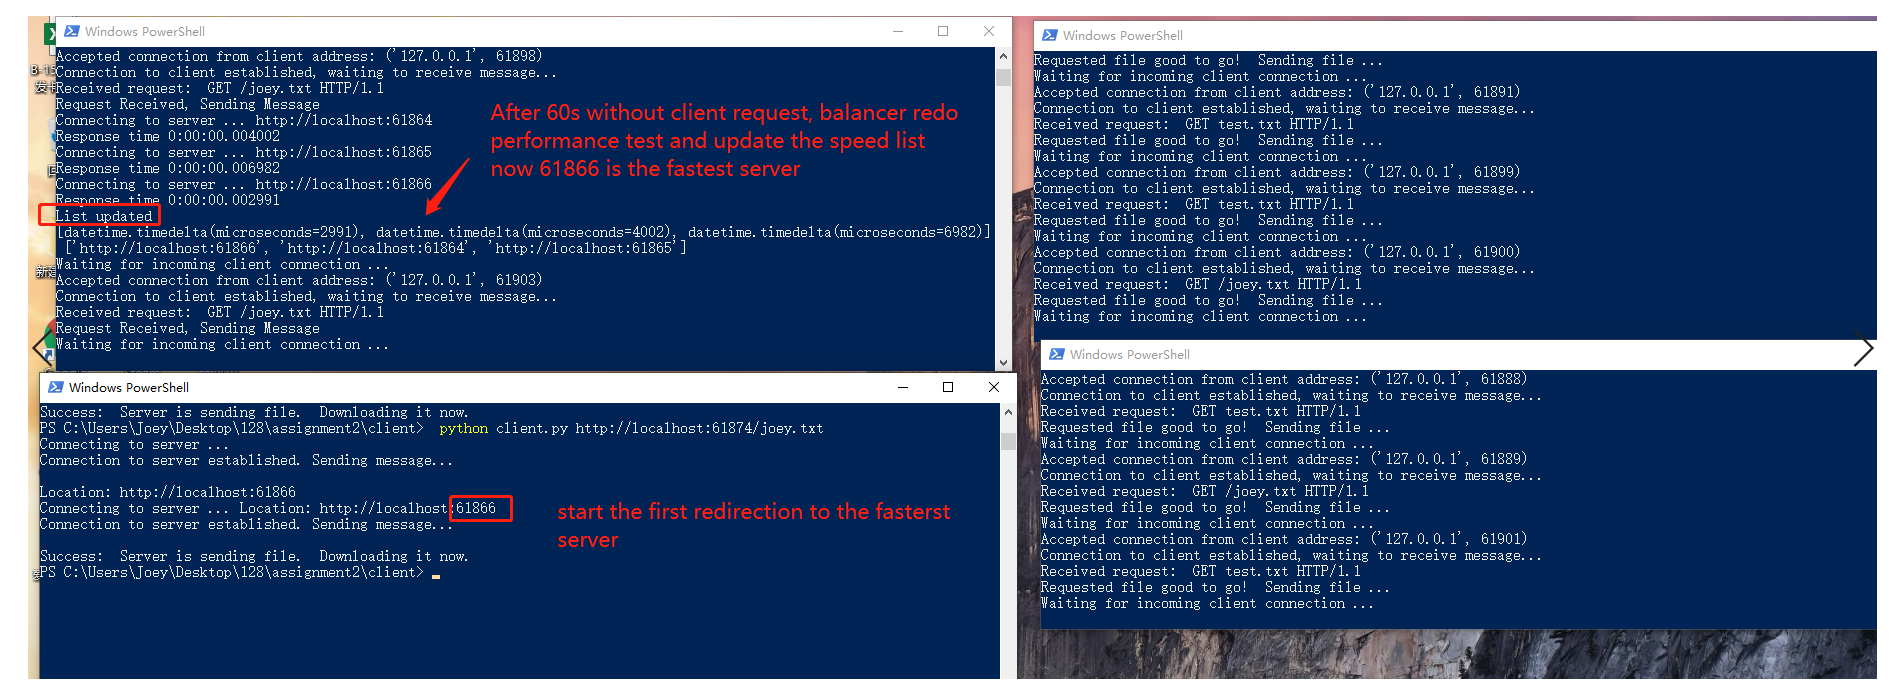 Windows PowerShell
Accepted connection from client address: ('127.0.0.1', 61898)
Connection to client established, waiting to receive message...
Received request:  GET /joey.txt HTTP/1.1
Request Received, Sending Message
Connecting to server ... http://localhost:61864
Response time 0:00:00.004002
Connecting to server ... http://localhost:61865
Response time 0:00:00.006982
Connecting to server ... http://localhost:61866
Response time 0:00:00.002991
List updated
[datetime.timedelta(microseconds=2991), datetime.timedelta(microseconds=4002), datetime.timedelta(microseconds=6982)]
['http://localhost:61866', 'http://localhost:61864', 'http://localhost:61865']
Waiting for incoming client connection ...
Accepted connection from client address: ('127.0.0.1', 61903)
Connection to client established, waiting to receive message...
Received request:  GET /joey.txt HTTP/1.1
Request Received, Sending Message
Waiting for incoming client connection ...
After 60s without client request, balancer redo
performance test and update the speed list
now 61866 is the fastest server
Windows PowerShell
Success:  Server is sending file.  Downloading it now.
PS C:\Users\Joey\Desktop\128\assignment2\client>  python client.py http://localhost:61874/joey.txt
Connecting to server ...
Connection to server established. Sending message...
Location: http://localhost:61866
Connecting to server ... Location: http://localhost:61866
Connection to server established. Sending message...
Success:  Server is sending file.  Downloading it now.
PS C:\Users\Joey\Desktop\128\assignment2\client>
start the first redirection to the fasterst
server
Windows PowerShell
Requested file good to go!  Sending file ...
Waiting for incoming client connection ...
Accepted connection from client address: ('127.0.0.1', 61891)
Connection to client established, waiting to receive message...
Received request:  GET test.txt HTTP/1.1
Requested file good to go!  Sending file ...
Waiting for incoming client connection ...
Accepted connection from client address: ('127.0.0.1', 61899)
Connection to client established, waiting to receive message...
Received request:  GET test.txt HTTP/1.1
Requested file good to go!  Sending file ...
Waiting for incoming client connection ...
Accepted connection from client address: ('127.0.0.1', 61900)
Connection to client established, waiting to receive message...
Received request:  GET /joey.txt HTTP/1.1
Requested file good to go!  Sending file ...
Waiting for incoming client connection ...
Windows PowerShell
Accepted connection from client address: ('127.0.0.1', 61888)
Connection to client established, waiting to receive message...
Received request:  GET test.txt HTTP/1.1
Requested file good to go!  Sending file ...
Waiting for incoming client connection ...
Accepted connection from client address: ('127.0.0.1', 61889)
Connection to client established, waiting to receive message...
Received request:  GET /joey.txt HTTP/1.1
Requested file good to go!  Sending file ...
Waiting for incoming client connection ...
Accepted connection from client address: ('127.0.0.1', 61901)
Connection to client established, waiting to receive message...
Received request:  GET test.txt HTTP/1.1
Requested file good to go!  Sending file ...
Waiting for incoming client connection ...